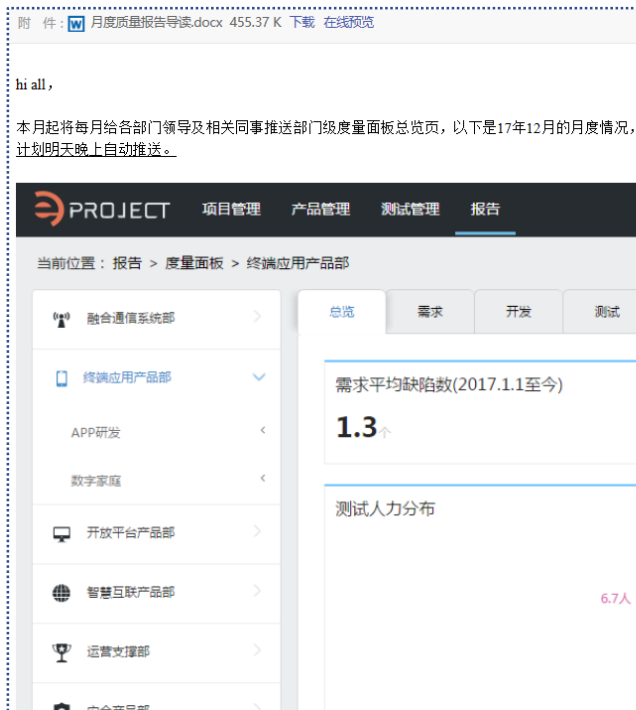 附 件: 月度质量报告导读.docx 455.37 K 下载 在线预览
hi all，
本月起将每月给各部门领导及相关同事推送部门级度量面板总览页，以下是17年12月的月度情况，
计划明天晚上自动推送。
PROJECT 项目管理 产品管理 测试管理 报告
当前位置： 报告 > 度量面板 > 终端应用产品部
融合通信系统部
终端应用产品部
APP研发
数字家庭
开放平台产品部
智慧互联产品部
运营支撑部
安全产品部
总览 需求 开发 测试
需求平均缺陷数(2017.1.1至今)
1.3个
测试人力分布
6.7人